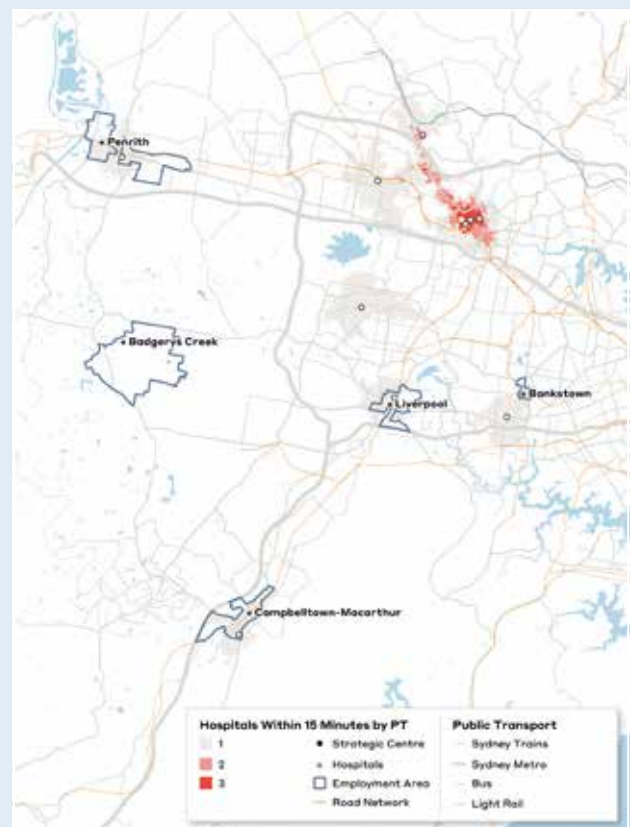 Penrith
Badgerys Creek
Liverpool
Bankstown
Campbelltown-Macarthur
Hospitals Within 15 Minutes by PT
1
2
3
Strategic Centre
Hospitals
Employment Area
Road Network
Public Transport
Sydney Trains
Sydney Metro
Bus
Light Rail